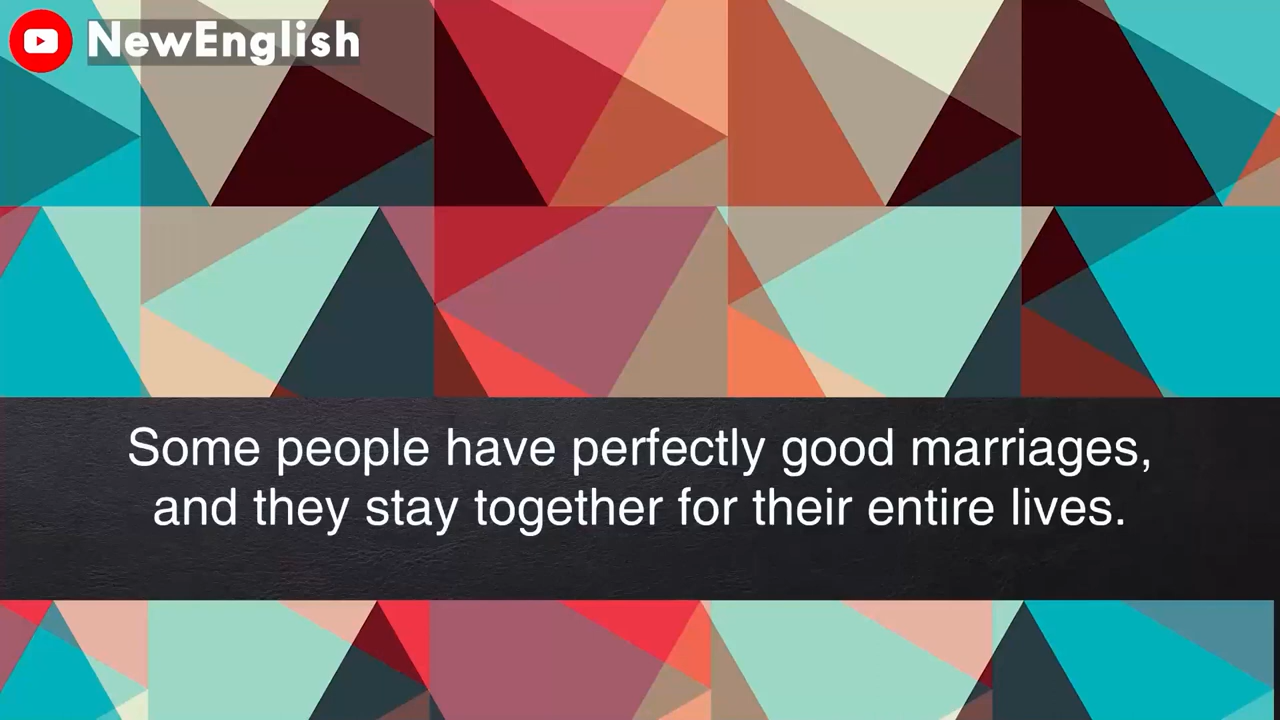 NewEnglish
Some people have perfectly good marriages,
and they stay together for their entire lives.